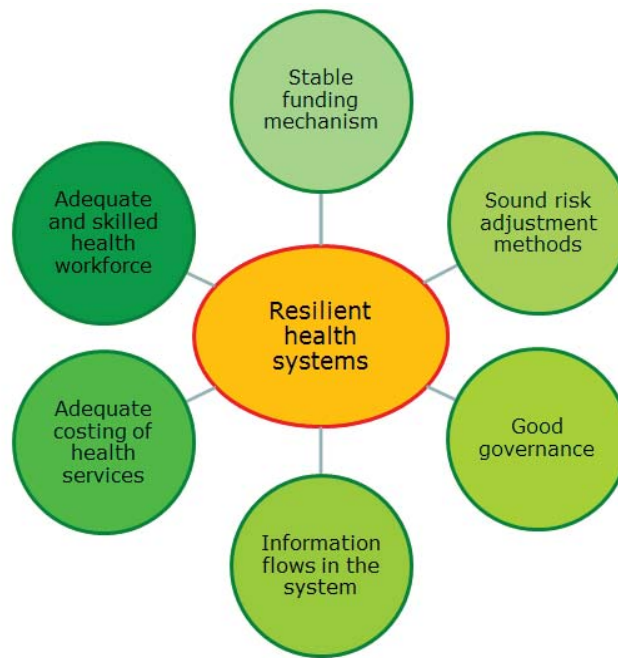 Stable
funding
mechanism
Sound risk
adjustment
methods
Good
governance
Information
flows in the
system
Adequate
costing of
health
services
Adequate
and skilled
health
workforce
Resilient
health
systems